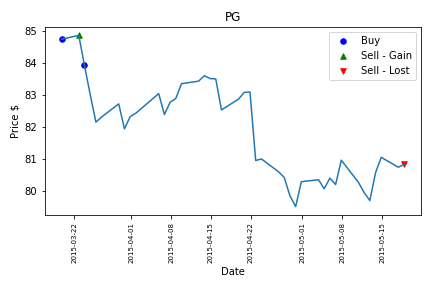 PG
Buy
Sell - Gain
Sell - Lost
Price $
85
84
83
82
81
80
2015-03-22
2015-04-01
2015-04-08
2015-04-15
2015-04-22
2015-05-01
2015-05-08
2015-05-15
Date